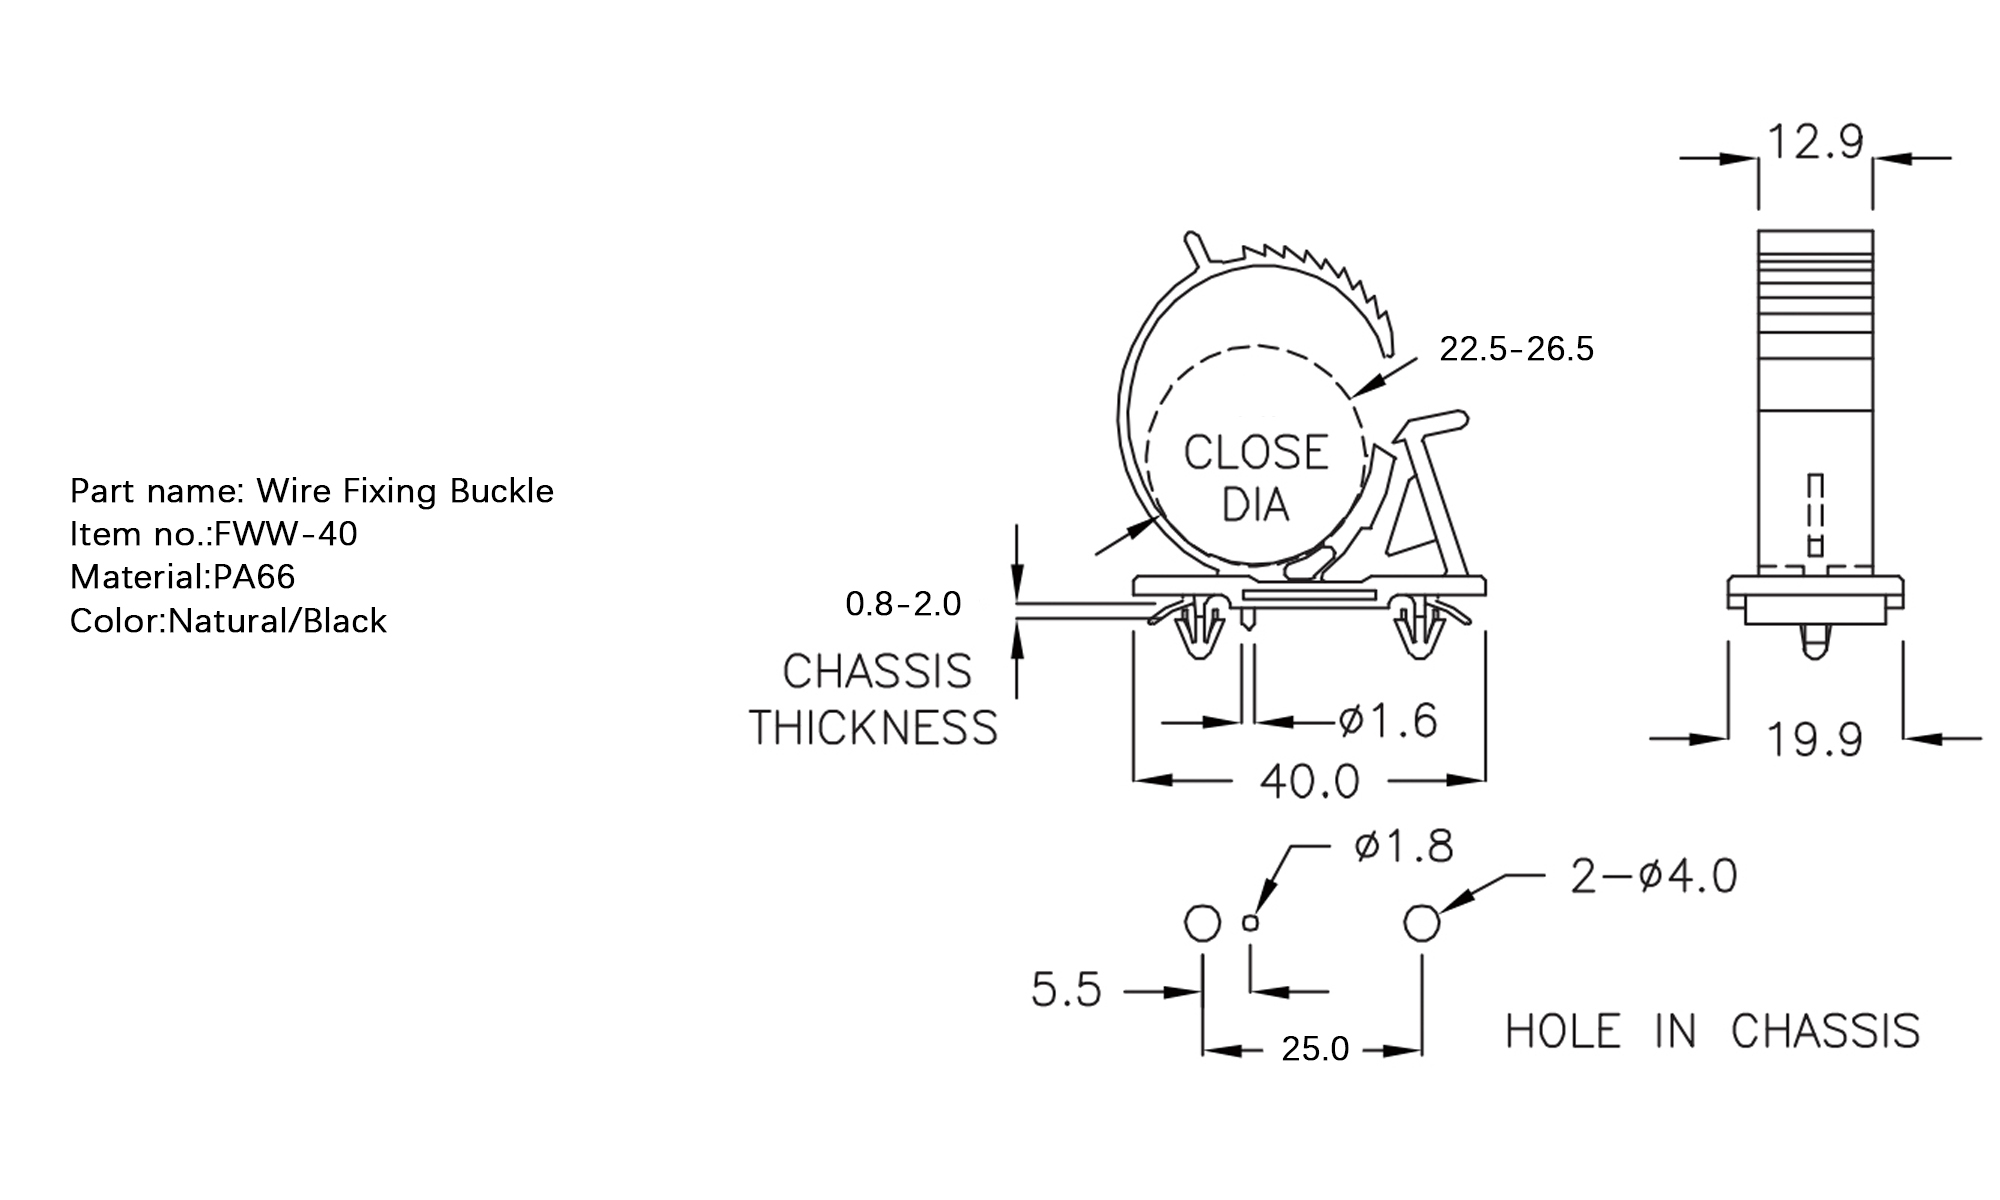 Part name: Wire Fixing Buckle
Item no.:FWW-40
Material:PA66
Color:Natural/Black
12.9
22.5-26.5
CLOSE
DIA
0.8-2.0
CHASSIS
THICKNESS
ø1.6
40.0
19.9
ø1.8
2-ø4.0
5.5
25.0
HOLE IN CHASSIS